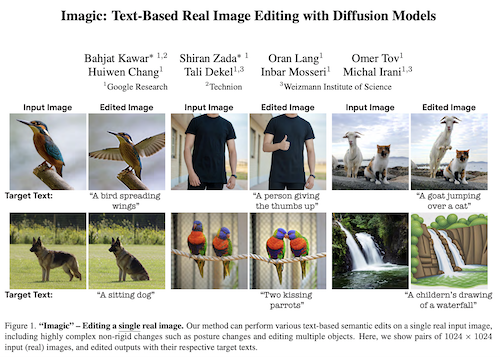 Imagic: Text-Based Real Image Editing with Diffusion Models
Bahjat Kawar* 1,2 Shiran Zada* 1 Oran Lang1 Omer Tov1
Huiwen Chang1 Tali Dekel1,3 Inbar Mosseri1 Michal Irani1,3
1Google Research 2Technion 3Weizmann Institute of Science
Input Image Edited Image Input Image Edited Image Input Image Edited Image
Target Text: "A bird spreading wings" "A person giving the thumbs up" "A goat jumping over a cat"
Target Text: "A sitting dog" "Two kissing parrots" "A childern's drawing of a waterfall"
Figure 1. "Imagic" – Editing a single real image. Our method can perform various text-based semantic edits on a single real input image,
including highly complex non-rigid changes such as posture changes and editing multiple objects. Here, we show pairs of 1024 × 1024
input (real) images, and edited outputs with their respective target texts.